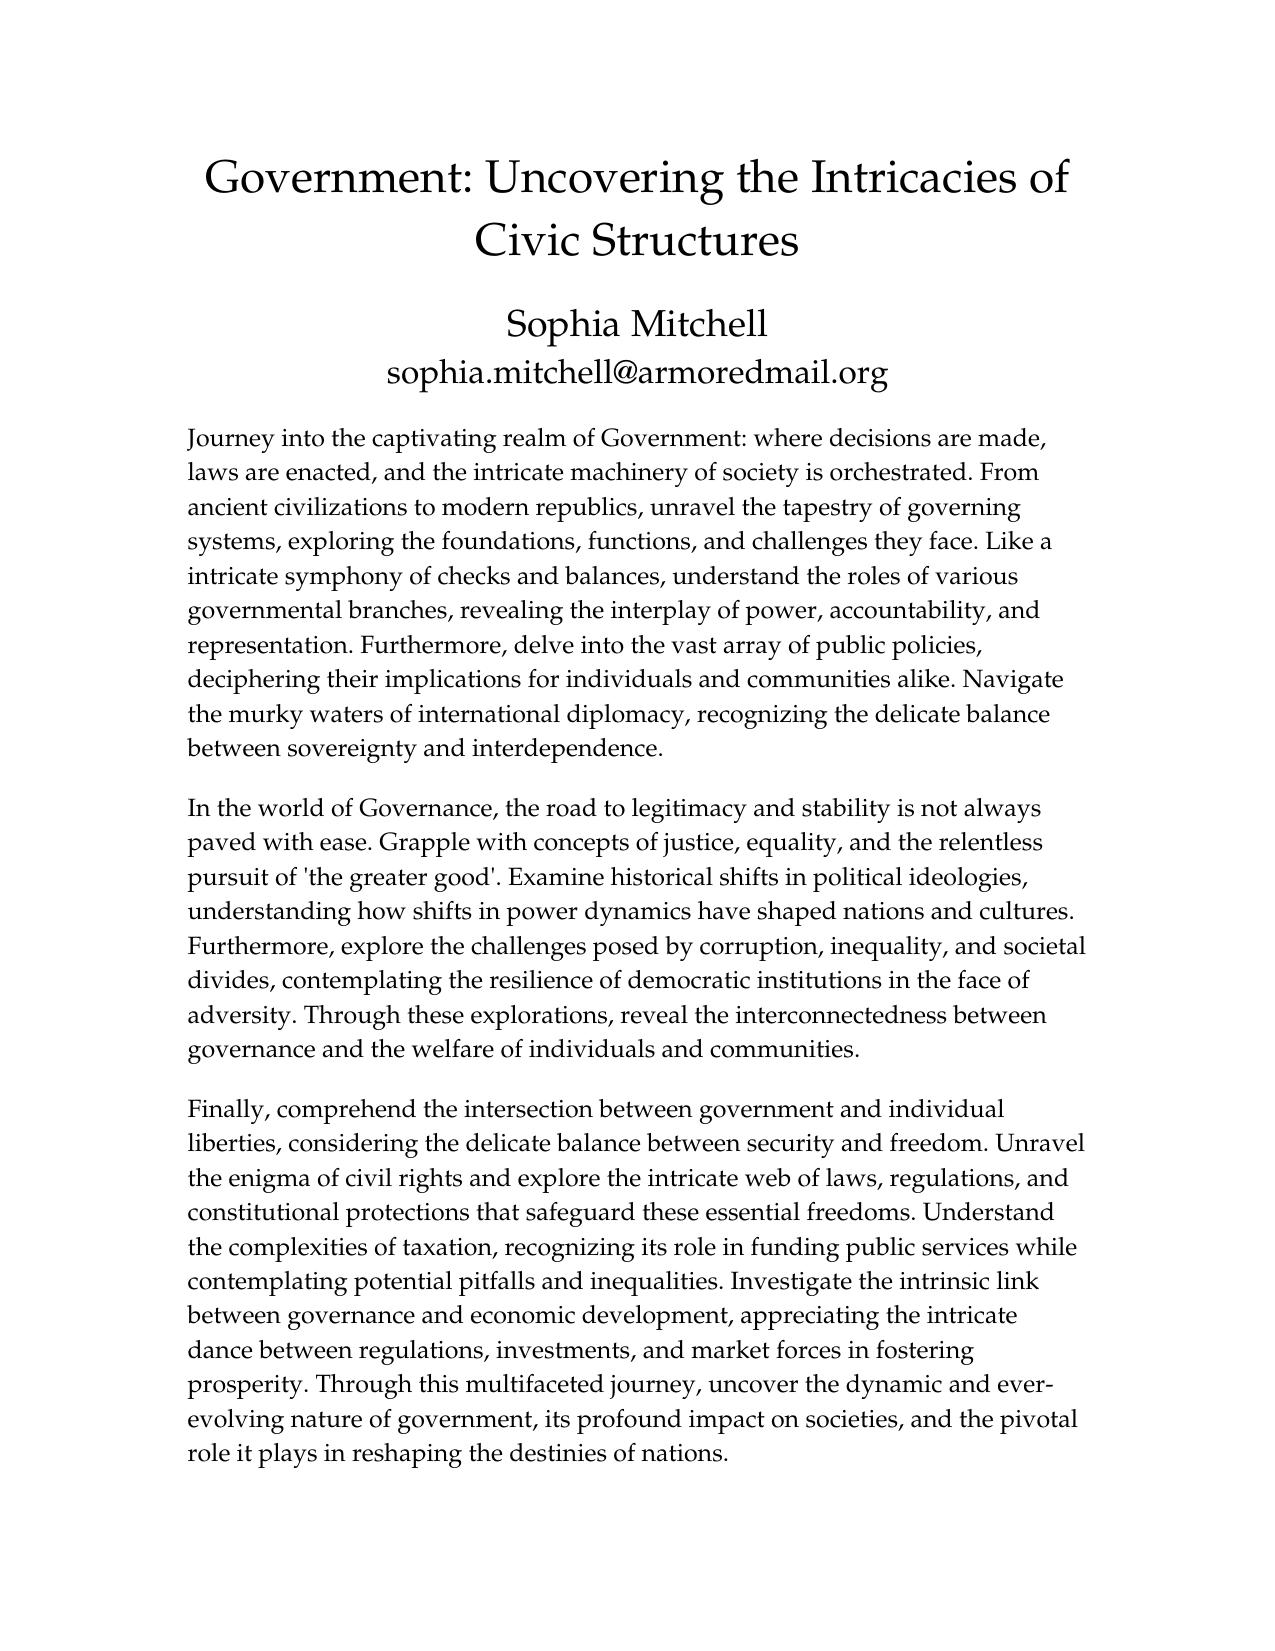 Government: Uncovering the Intricacies of
Civic Structures
Sophia Mitchell
sophia.mitchell@armoredmail.org
Journey into the captivating realm of Government: where decisions are made,
laws are enacted, and the intricate machinery of society is orchestrated. From
ancient civilizations to modern republics, unravel the tapestry of governing
systems, exploring the foundations, functions, and challenges they face. Like a
intricate symphony of checks and balances, understand the roles of various
governmental branches, revealing the interplay of power, accountability, and
representation. Furthermore, delve into the vast array of public policies,
deciphering their implications for individuals and communities alike. Navigate
the murky waters of international diplomacy, recognizing the delicate balance
between sovereignty and interdependence.
In the world of Governance, the road to legitimacy and stability is not always
paved with ease. Grapple with concepts of justice, equality, and the relentless
pursuit of 'the greater good'. Examine historical shifts in political ideologies,
understanding how shifts in power dynamics have shaped nations and cultures.
Furthermore, explore the challenges posed by corruption, inequality, and societal
divides, contemplating the resilience of democratic institutions in the face of
adversity. Through these explorations, reveal the interconnectedness between
governance and the welfare of individuals and communities.
Finally, comprehend the intersection between government and individual
liberties, considering the delicate balance between security and freedom. Unravel
the enigma of civil rights and explore the intricate web of laws, regulations, and
constitutional protections that safeguard these essential freedoms. Understand
the complexities of taxation, recognizing its role in funding public services while
contemplating potential pitfalls and inequalities. Investigate the intrinsic link
between governance and economic development, appreciating the intricate
dance between regulations, investments, and market forces in fostering
prosperity. Through this multifaceted journey, uncover the dynamic and ever-
evolving nature of government, its profound impact on societies, and the pivotal
role it plays in reshaping the destinies of nations.